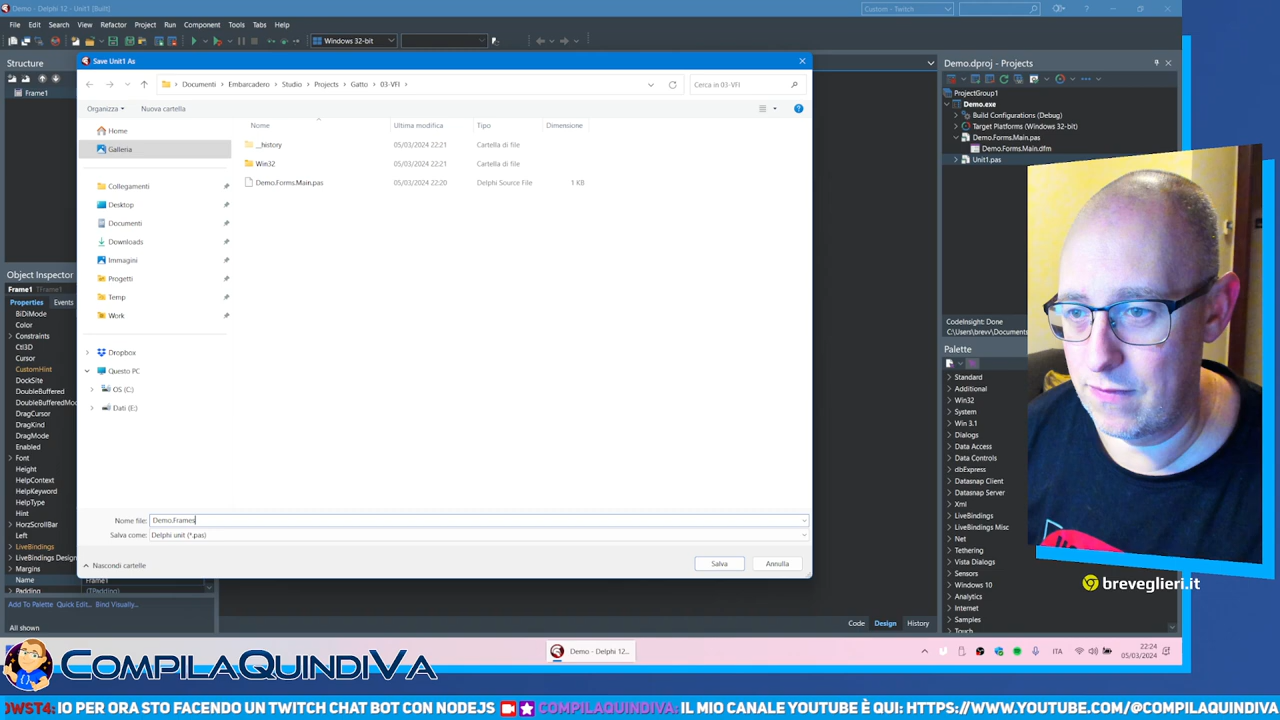 Demo - Delphi 12 - Unit1 [Built]
Custom - Twitch
File Edit Search View Refactor Project Run Component Tools Tabs Help
Windows 32-bit
Structure
Frame1
Save Unit1 As
Documenti Embarcadero Studio Projects Gatto 03-VFI
Cerca in 03-VFI
Organizza Nuova cartella
Home
Galleria
Collegamenti
Desktop
Documenti
Downloads
Immagini
Progetti
Temp
Work
Dropbox
Questo PC
OS (C:)
Dati (E:)
Nome Ultima modifica Tipo Dimensione
__history 05/03/2024 22:21 Cartella di file
Win32 05/03/2024 22:21 Cartella di file
Demo.Forms.Main.pas 05/03/2024 22:20 Delphi Source File 1 KB
Nome file: Demo.Frames
Salva come: Delphi unit (*.pas)
Nascondi cartelle
Salva Annulla
Object Inspector
Frame1 TFrame1
Properties Events
BiDiMode
Color
Constraints
Ctl3D
Cursor
CustomHint
DockSite
DoubleBuffered
DoubleBufferedMod
DragCursor
DragKind
DragMode
Enabled
Font
Height
HelpContext
HelpKeyword
HelpType
Hint
HorzScrollBar
Left
LiveBindings
LiveBindings Design
Margins
Name Frame1
Padding (TPadding)
Add To Palette Quick Edit... Bind Visually...
All shown
Demo.dproj - Projects
ProjectGroup1
Demo.exe
Build Configurations (Debug)
Target Platforms (Windows 32-bit)
Demo.Forms.Main.pas
Demo.Forms.Main.dfm
Unit1.pas
CodeInsight: Done
C:\Users\brevv\Documents
Palette
Standard
Additional
Win32
System
Win 3.1
Dialogs
Data Access
Data Controls
dbExpress
Datasnap Client
Datasnap Server
Xml
LiveBindings
LiveBindings Misc
Net
Tethering
Vista Dialogs
Sensors
Windows 10
Analytics
Internet
Samples
Touch
Code Design History
breveglieri.it
Demo - Delphi 12...
ITA
22:24
05/03/2024
COMPILAQUINDIVA
OWST4: IO PER ORA STO FACENDO UN TWITCH CHAT BOT CON NODEJS COMPILAQUINDIVA: IL MIO CANALE YOUTUBE È QUI: HTTPS://WWW.YOUTUBE.COM/@COMPILAQUINDIVA